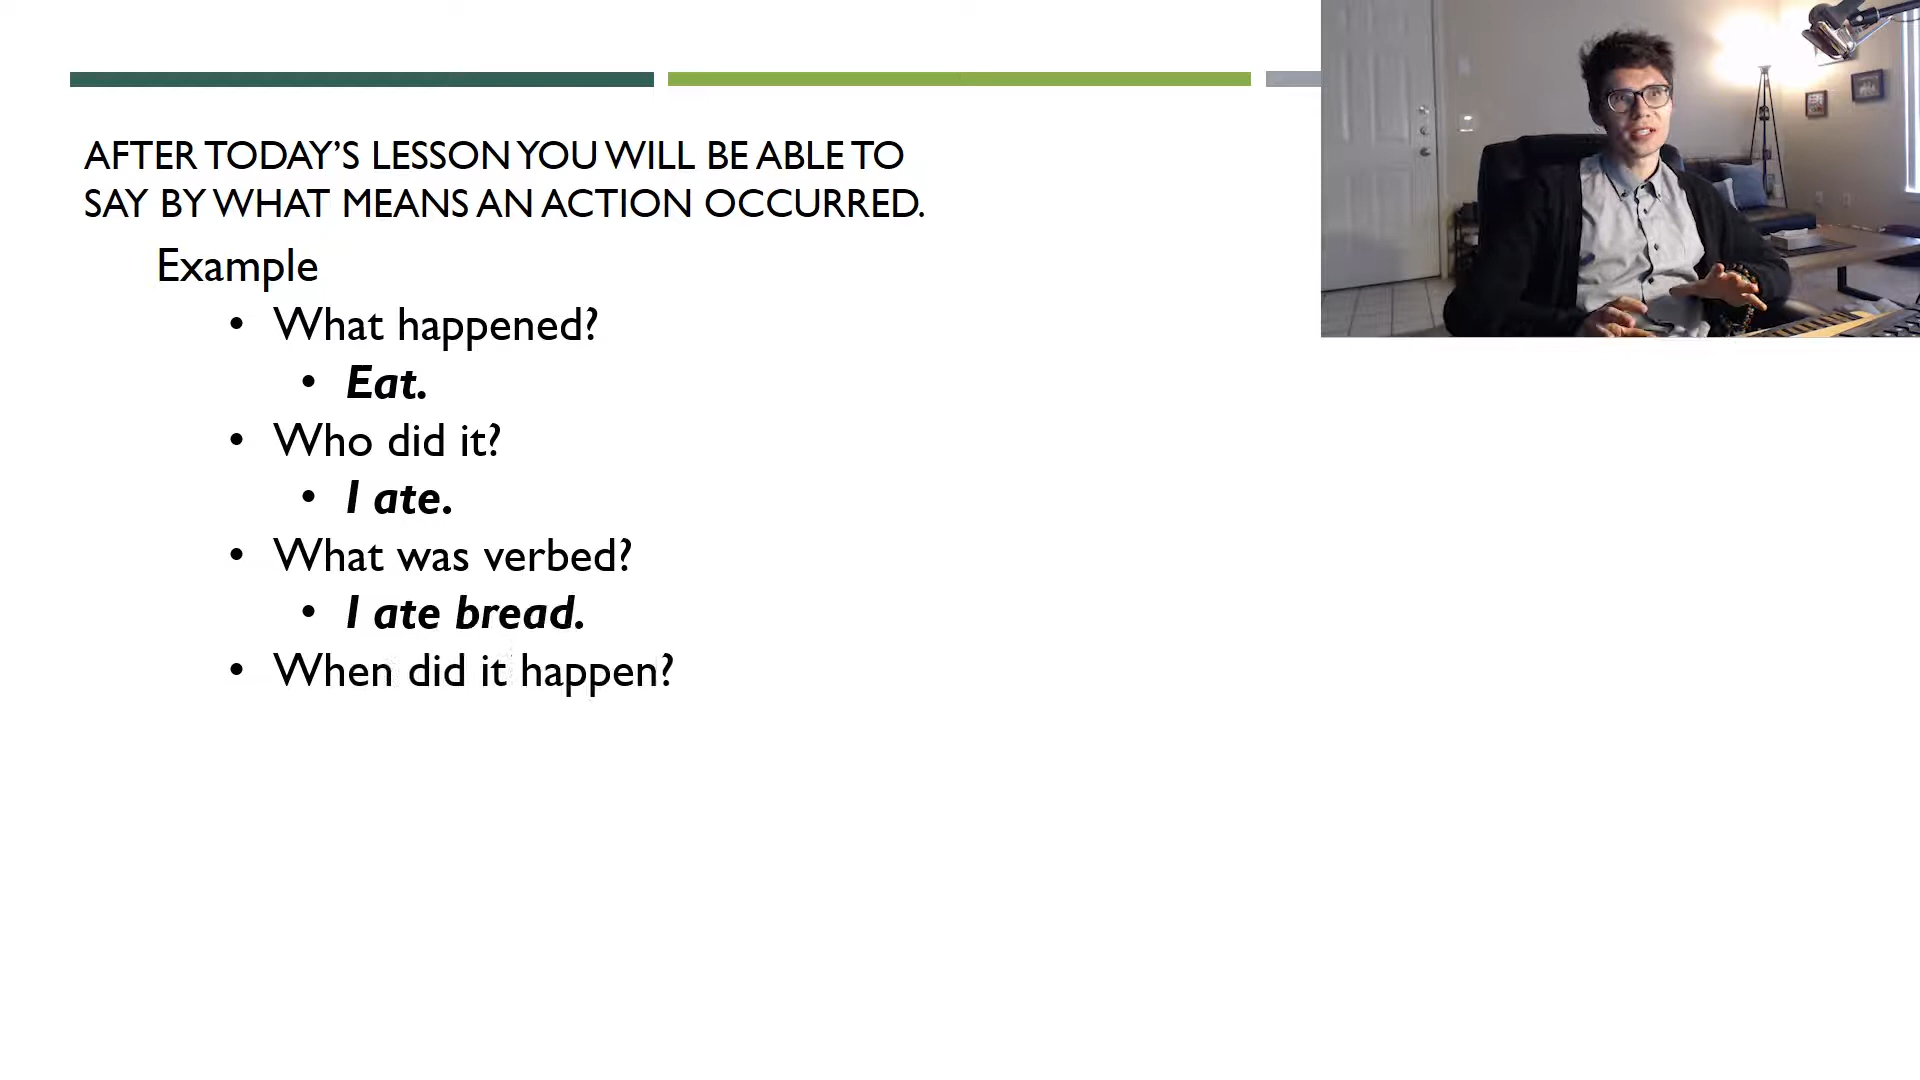 AFTER TODAY’S LESSON YOU WILL BE ABLE TO
SAY BY WHAT MEANS AN ACTION OCCURRED.
Example
• What happened?
• Eat.
• Who did it?
• I ate.
• What was verbed?
• I ate bread.
• When did it happen?